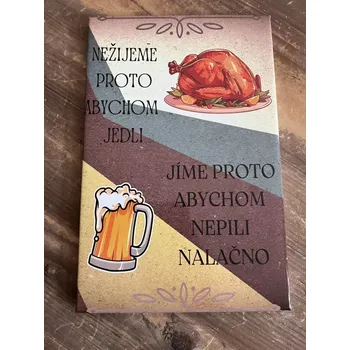 NEŽIJEME
PROTO
ABYCHOM
JEDLI
JÍME PROTO
ABYCHOM
NEPILI
NALAČNO